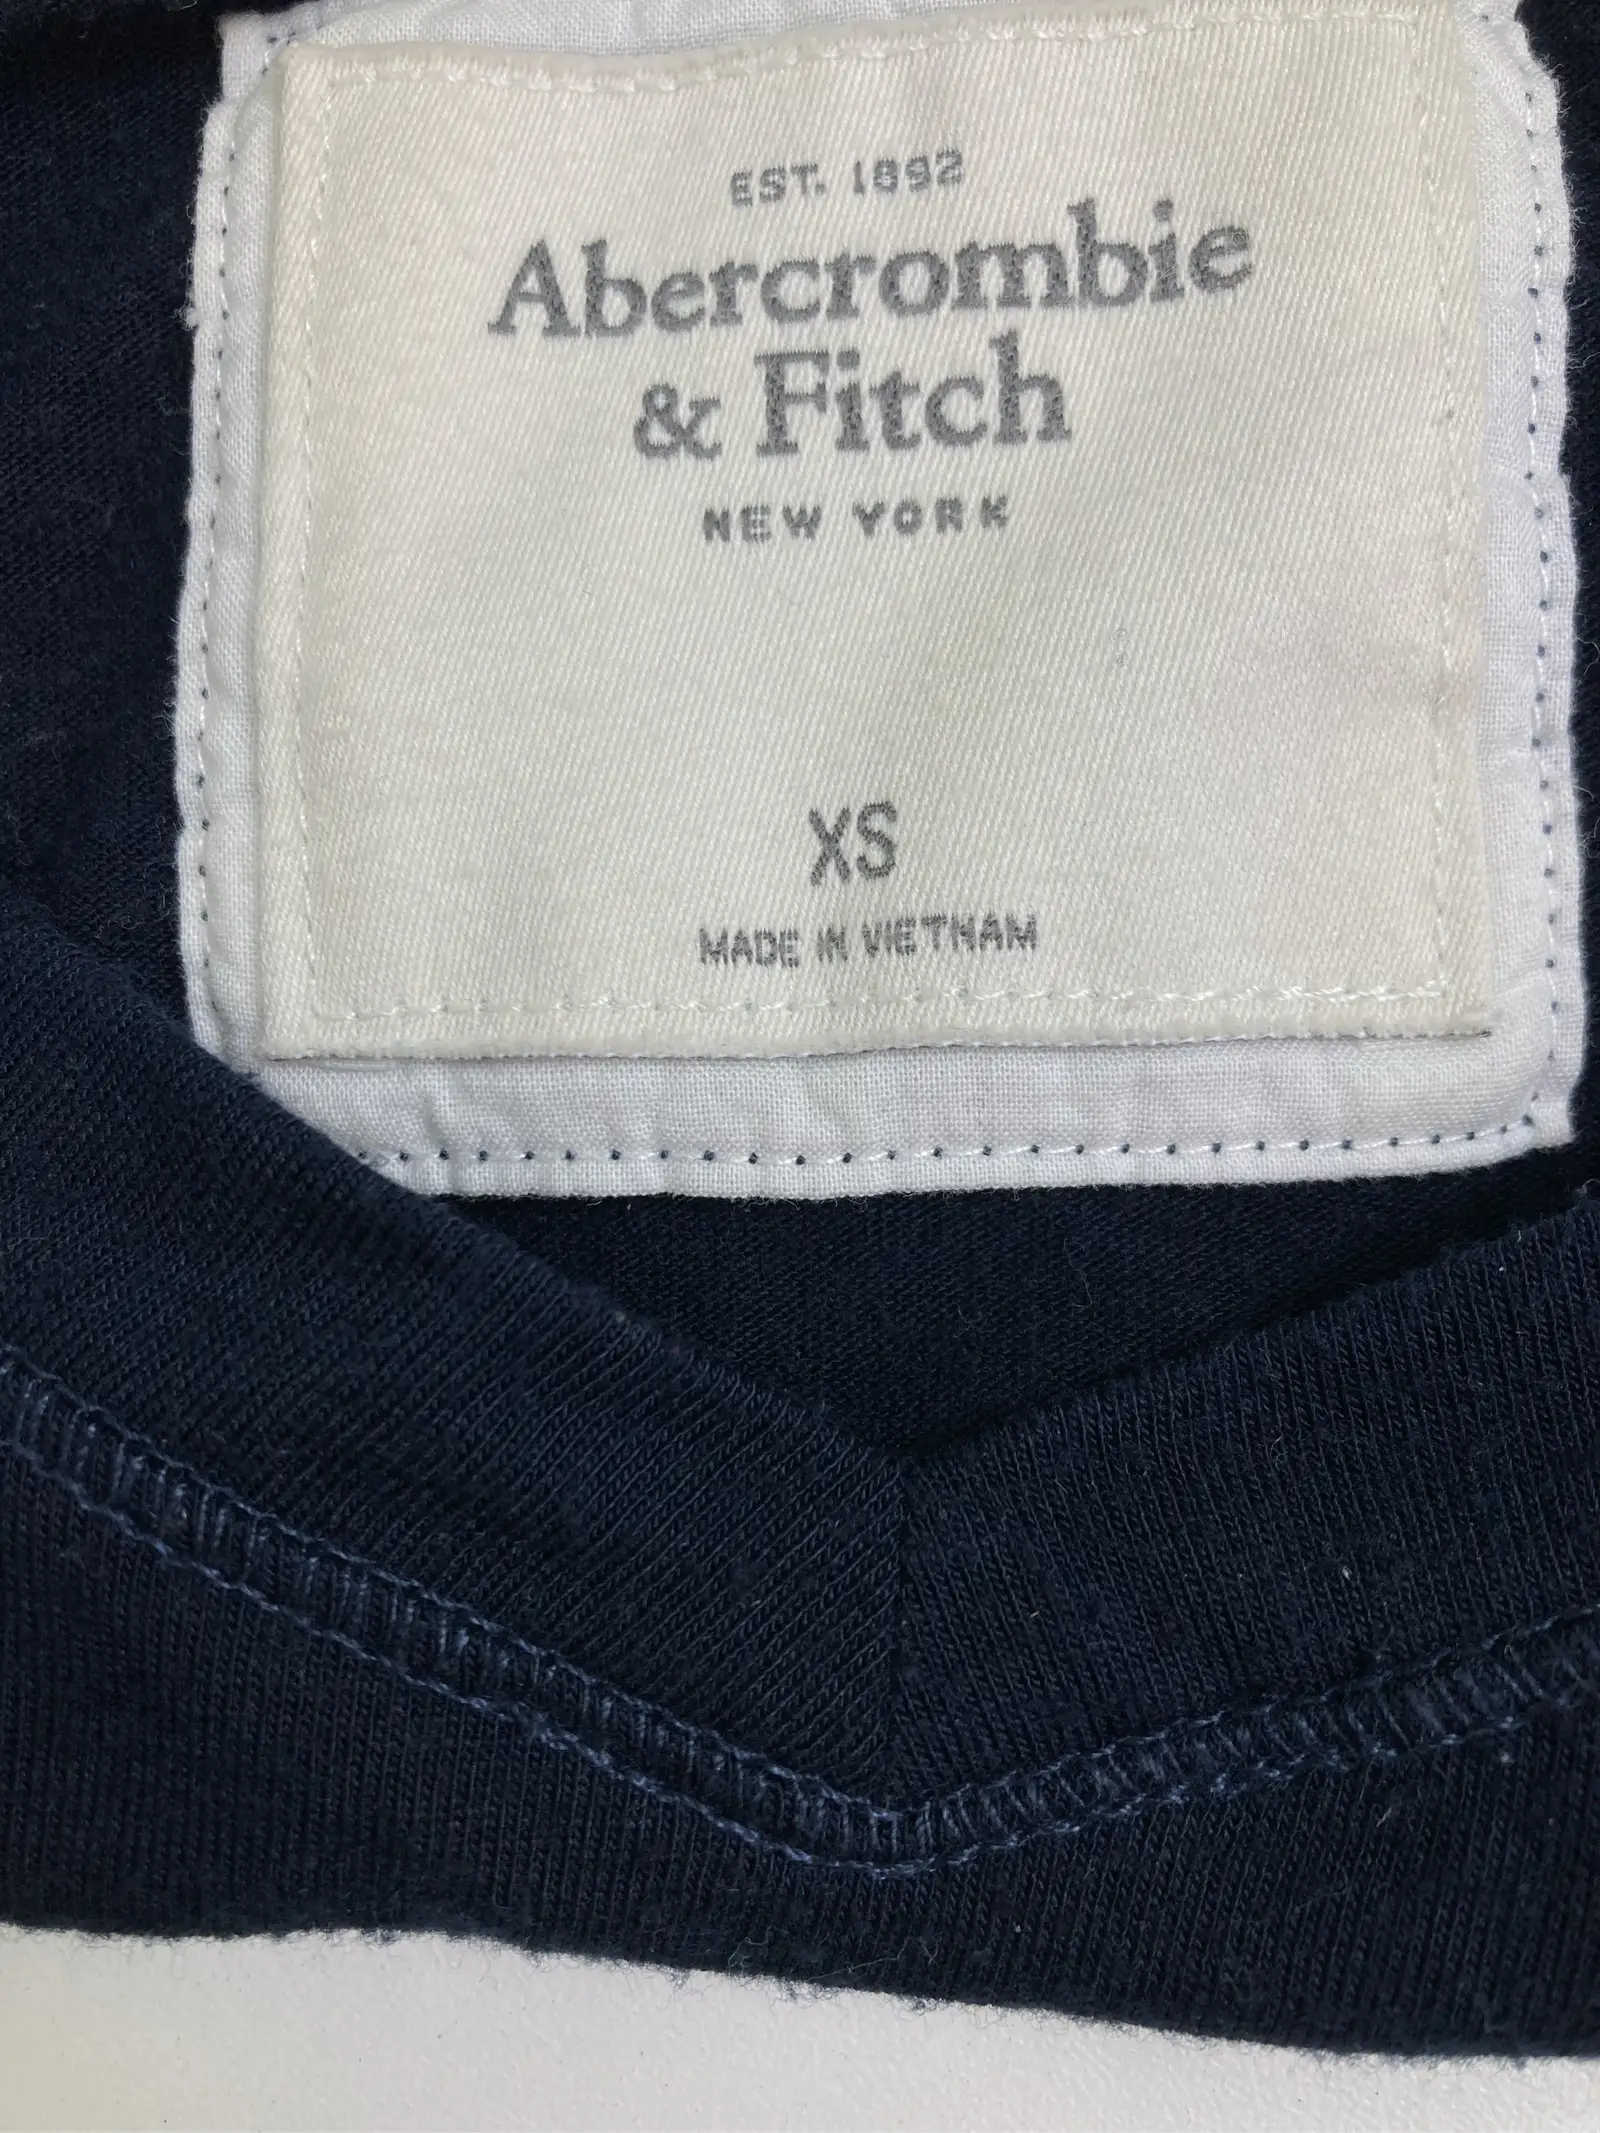 EST. 1892
Abercrombie
& Fitch
NEW YORK
XS
MADE IN VIETNAM